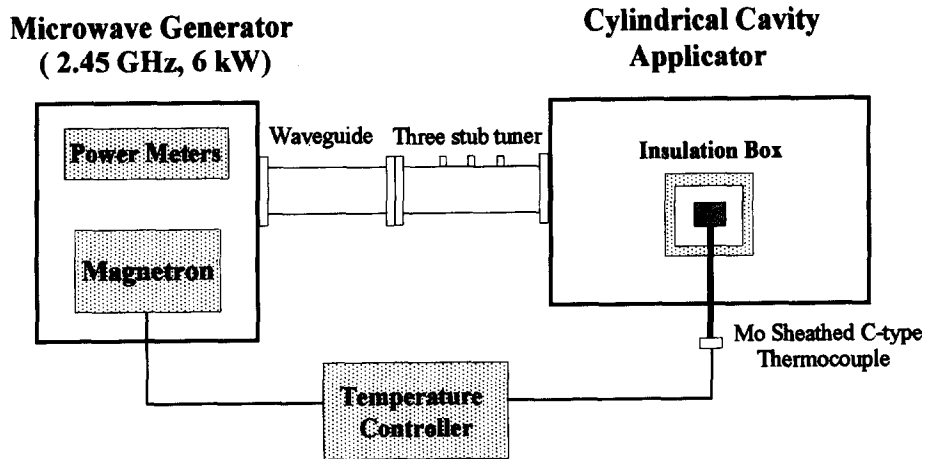 Microwave Generator
( 2.45 GHz, 6 kW)
Cylindrical Cavity
Applicator
Power Meters
Magnetron
Waveguide
Three stub tuner
Insulation Box
Mo Sheathed C-type
Thermocouple
Temperature
Controller